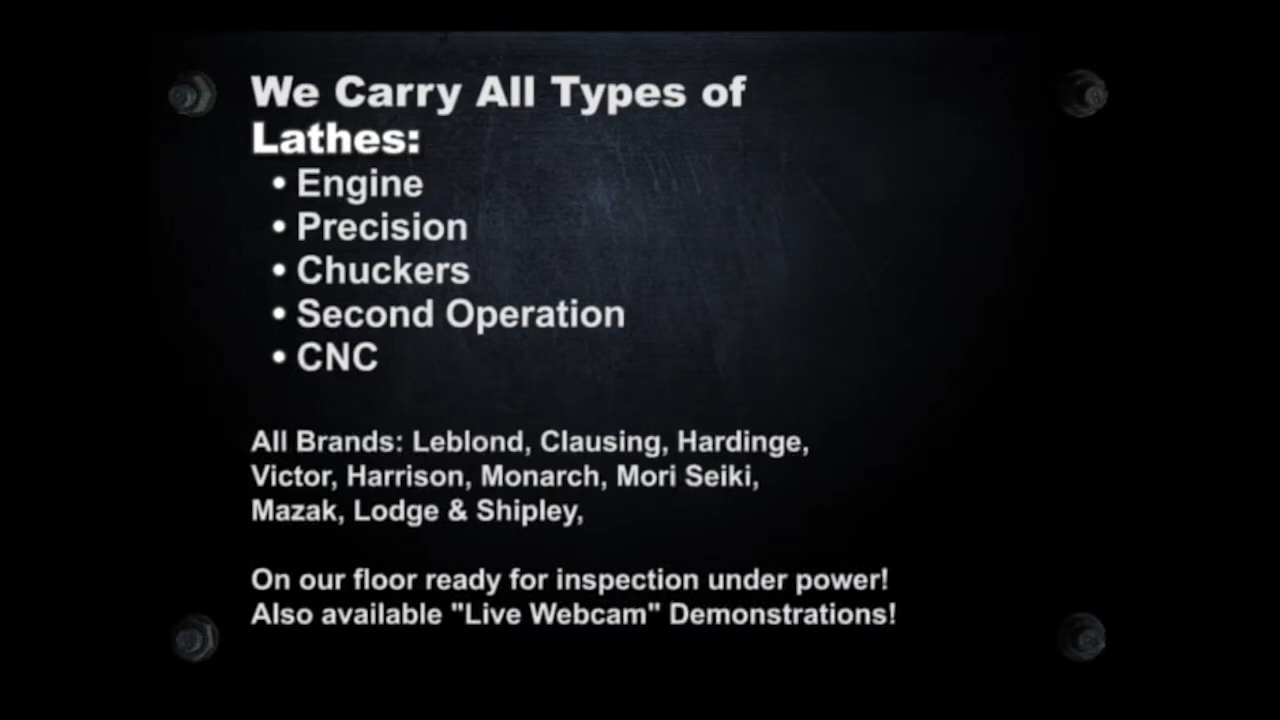 We Carry All Types of
Lathes:
• Engine
• Precision
• Chuckers
• Second Operation
• CNC
All Brands: Leblond, Clausing, Hardinge,
Victor, Harrison, Monarch, Mori Seiki,
Mazak, Lodge & Shipley,
On our floor ready for inspection under power!
Also available "Live Webcam" Demonstrations!